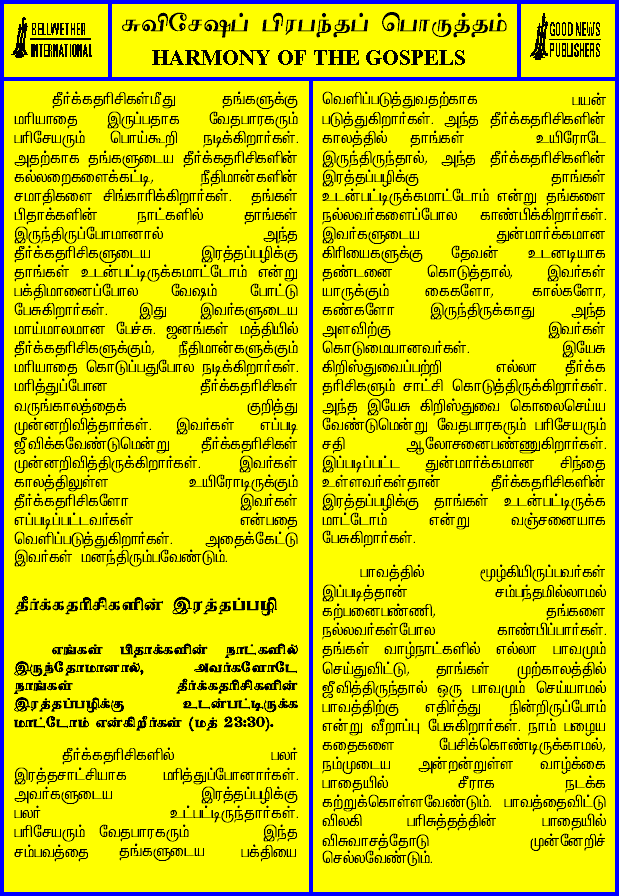 BELLWETHER
INTERNATIONAL
சுவிசேஷப் பிரபந்தப் பொருத்தம்
HARMONY OF THE GOSPELS
GOOD NEWS
PUBLISHERS
தீர்க்கதரிசிகள்மீது தங்களுக்கு
மரியாதை இருப்பதாக வேதபாரகரும்
பரிசேயரும் பொய்கூறி நடிக்கிறார்கள்.
அதற்காக தங்களுடைய தீர்க்கதரிசிகளின்
கல்லறைகளைக்கட்டி, நீதிமான்களின்
சமாதிகளை சிங்காரிக்கிறார்கள். தங்கள்
பிதாக்களின் நாட்களில் தாங்கள்
இருந்திருப்போமானால் அந்த
தீர்க்கதரிசிகளுடைய இரத்தப்பழிக்கு
தாங்கள் உடன்பட்டிருக்கமாட்டோம் என்று
பக்திமானைப்போல வேஷம் போட்டு
பேசுகிறார்கள். இது இவர்களுடைய
மாய்மாலமான பேச்சு. ஜனங்கள் மத்தியில்
தீர்க்கதரிசிகளுக்கும், நீதிமான்களுக்கும்
மரியாதை கொடுப்பதுபோல நடிக்கிறார்கள்.
மரித்துப்போன தீர்க்கதரிசிகள்
வருங்காலத்தைக் குறித்து
முன்னறிவித்தார்கள். இவர்கள் எப்படி
ஜீவிக்கவேண்டுமென்று தீர்க்கதரிசிகள்
முன்னறிவித்திருக்கிறார்கள். இவர்கள்
காலத்திலுள்ள உயிரோடிருக்கும்
தீர்க்கதரிசிகளோ இவர்கள்
எப்படிப்பட்டவர்கள் என்பதை
வெளிப்படுத்துகிறார்கள். அதைக்கேட்டு
இவர்கள் மனந்திரும்பவேண்டும்.
தீர்க்கதரிசிகளின் இரத்தப்பழி
எங்கள் பிதாக்களின் நாட்களில்
இருந்தோமானால், அவர்களோடே
நாங்கள் தீர்க்கதரிசிகளின்
இரத்தப்பழிக்கு உடன்பட்டிருக்க
மாட்டோம் என்கிறீர்கள் (மத் 23:30).
தீர்க்கதரிசிகளில் பலர்
இரத்தசாட்சியாக மரித்துப்போனார்கள்.
அவர்களுடைய இரத்தப்பழிக்கு
பலர் உட்பட்டிருந்தார்கள்.
பரிசேயரும் வேதபாரகரும் இந்த
சம்பவத்தை தங்களுடைய பக்தியை
வெளிப்படுத்துவதற்காக பயன்
படுத்துகிறார்கள். அந்த தீர்க்கதரிசிகளின்
காலத்தில் தாங்கள் உயிரோடே
இருந்திருந்தால், அந்த தீர்க்கதரிசிகளின்
இரத்தப்பழிக்கு தாங்கள்
உடன்பட்டிருக்கமாட்டோம் என்று தங்களை
நல்லவர்களைப்போல காண்பிக்கிறார்கள்.
இவர்களுடைய துன்மார்க்கமான
கிரியைகளுக்கு தேவன் உடனடியாக
தண்டனை கொடுத்தால், இவர்கள்
யாருக்கும் கைகளோ, கால்களோ,
கண்களோ இருந்திருக்காது அந்த
அளவிற்கு இவர்கள்
கொடுமையானவர்கள். இயேசு
கிறிஸ்துவைப்பற்றி எல்லா தீர்க்க
தரிசிகளும் சாட்சி கொடுத்திருக்கிறார்கள்.
அந்த இயேசு கிறிஸ்துவை கொலைசெய்ய
வேண்டுமென்று வேதபாரகரும் பரிசேயரும்
சதி ஆலோசனைபண்ணுகிறார்கள்.
இப்படிப்பட்ட துன்மார்க்கமான சிந்தை
உள்ளவர்கள்தான் தீர்க்கதரிசிகளின்
இரத்தப்பழிக்கு தாங்கள் உடன்பட்டிருக்க
மாட்டோம் என்று வஞ்சனையாக
பேசுகிறார்கள்.
பாவத்தில் மூழ்கியிருப்பவர்கள்
இப்படித்தான் சம்பந்தமில்லாமல்
கற்பனைபண்ணி, தங்களை
நல்லவர்கள்போல காண்பிப்பார்கள்.
தங்கள் வாழ்நாட்களில் எல்லா பாவமும்
செய்துவிட்டு, தாங்கள் முற்காலத்தில்
ஜீவித்திருந்தால் ஒரு பாவமும் செய்யாமல்
பாவத்திற்கு எதிர்த்து நின்றிருப்போம்
என்று வீறாப்பு பேசுகிறார்கள். நாம் பழைய
கதைகளை பேசிக்கொண்டிருக்காமல்,
நம்முடைய அன்றன்றுள்ள வாழ்க்கை
பாதையில் சீராக நடக்க
கற்றுக்கொள்ளவேண்டும். பாவத்தைவிட்டு
விலகி பரிசுத்தத்தின் பாதையில்
விசுவாசத்தோடு முன்னேறிச்
செல்லவேண்டும்.